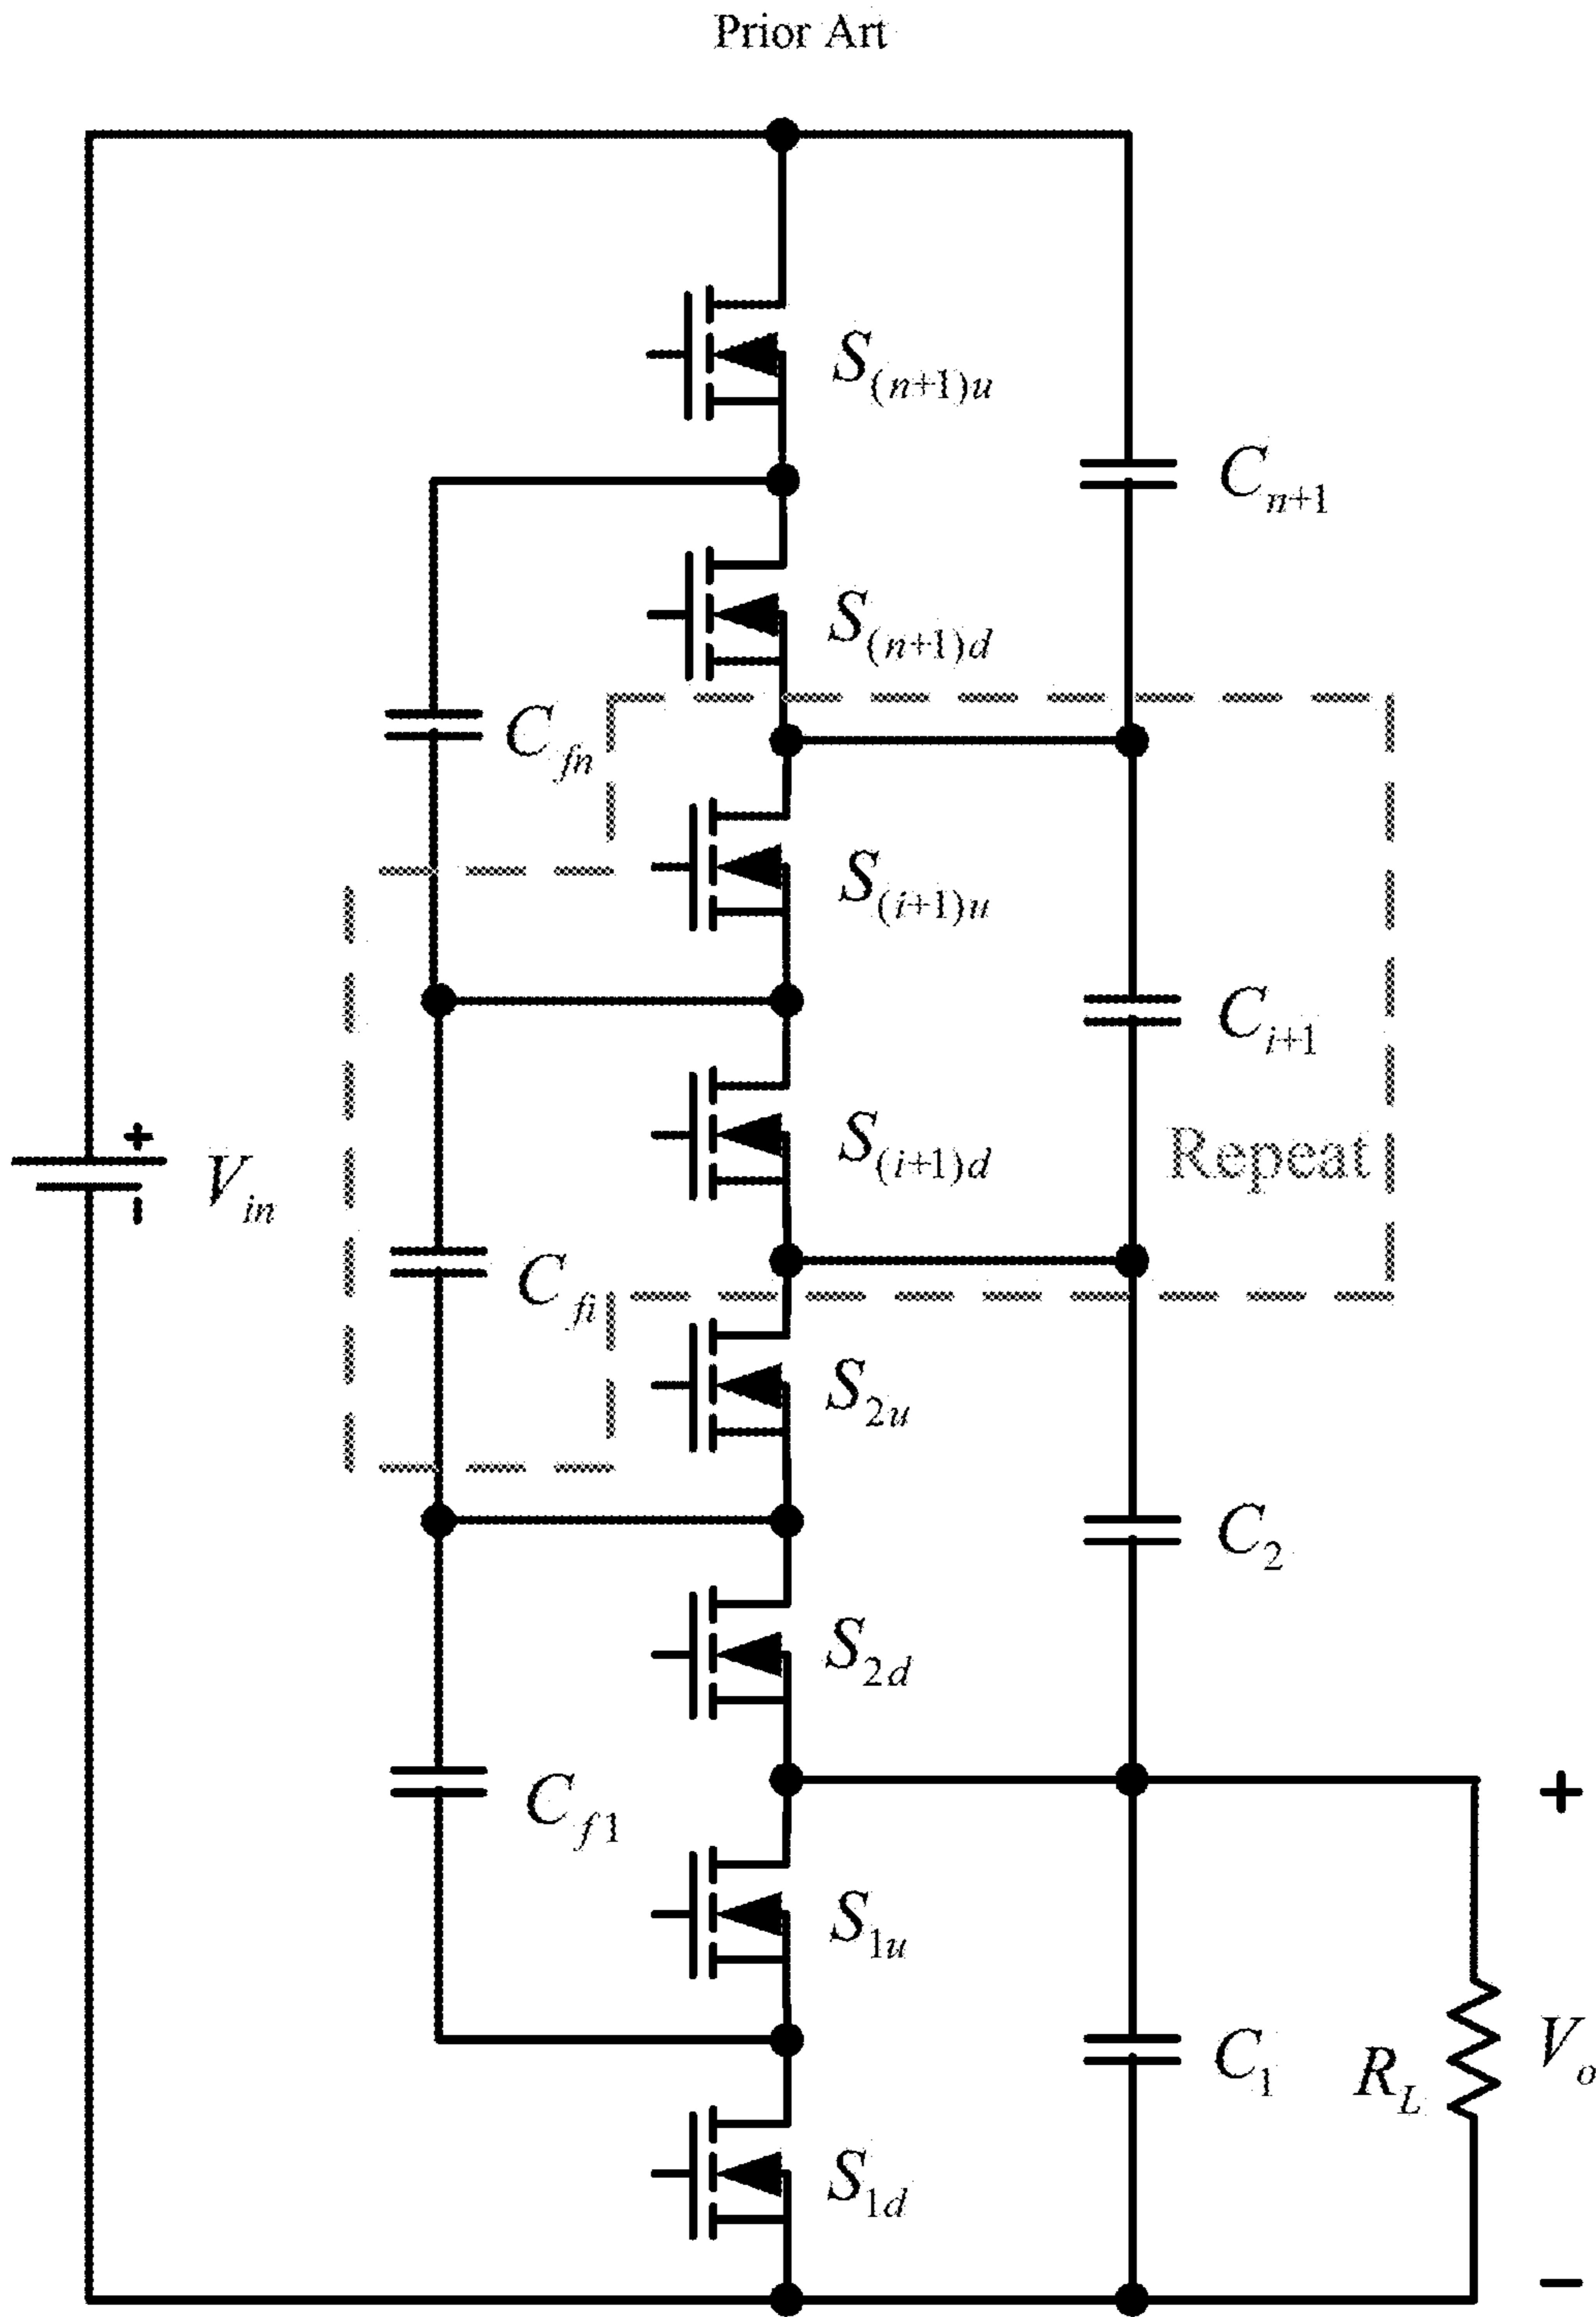 Prior Art
S(n+1)u
Cn+1
S(n+1)d
Cfn
S(i+1)u
Ci+1
+
S(i+1)d
Repeat
Vin
-
Cfi
S2u
C2
S2d
+
Cf1
S1u
C1
Vo
RL
S1d
−